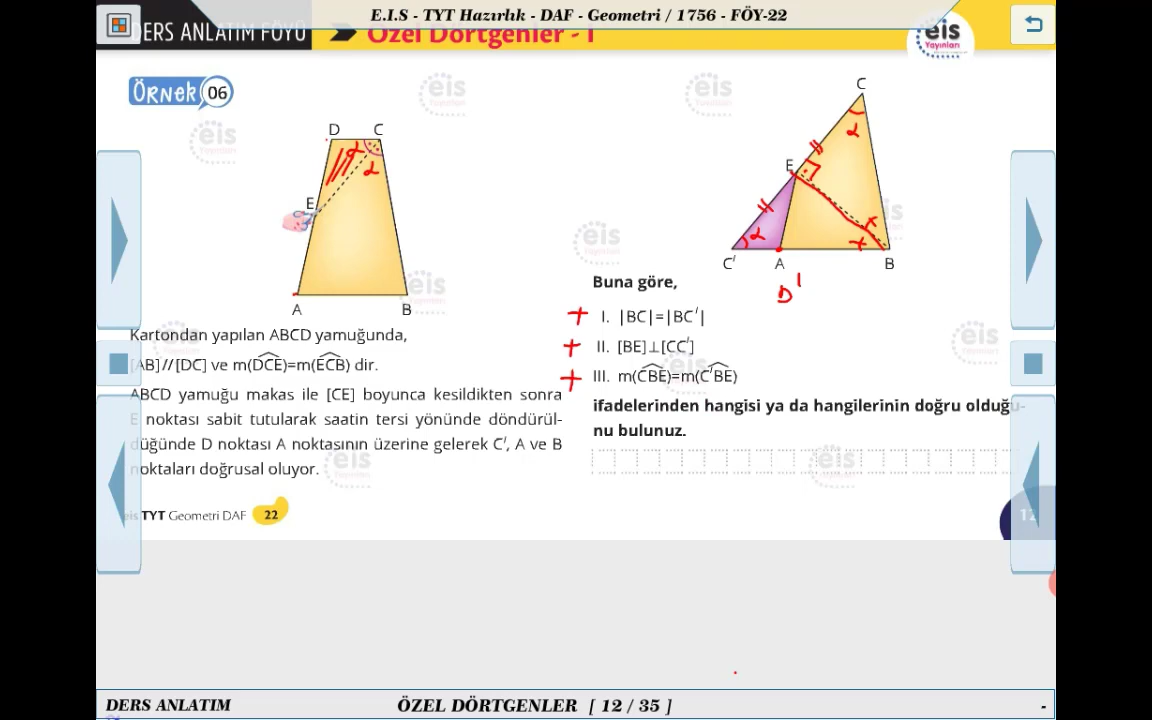 E.I.S - TYT Hazırlık - DAF - Geometri / 1756 - FÖY-22
DERS ANLATIM FÖYÜ
Özel Dörtgenler - I
eis
Yayınları
ÖRNEK 06
D C
α
α
E
A B
C
α
E
x
x
α
C' A B
D'
Kartondan yapılan ABCD yamuğunda,
[AB]//[DC] ve m(DCE)=m(ECB) dir.
ABCD yamuğu makas ile [CE] boyunca kesildikten sonra
E noktası sabit tutularak saatin tersi yönünde döndürül-
düğünde D noktası A noktasının üzerine gelerek C', A ve B
noktaları doğrusal oluyor.
Buna göre,
+ I. |BC|=|BC'|
+ II. [BE]⊥[CC']
+ III. m(CBE)=m(C'BE)
ifadelerinden hangisi ya da hangilerinin doğru olduğu-
nu bulunuz.
eis TYT Geometri DAF 22
12
DERS ANLATIM
ÖZEL DÖRTGENLER [ 12 / 35 ]
-